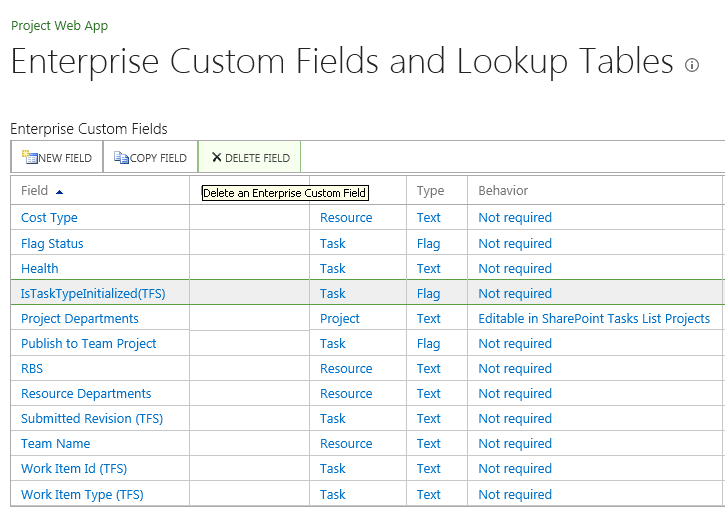 Project Web App
Enterprise Custom Fields and Lookup Tables
Enterprise Custom Fields
NEW FIELD COPY FIELD DELETE FIELD
Field Type Behavior
Delete an Enterprise Custom Field
Cost Type Resource Text Not required
Flag Status Task Flag Not required
Health Task Text Not required
IsTaskTypeInitialized(TFS) Task Flag Not required
Project Departments Project Text Editable in SharePoint Tasks List Projects
Publish to Team Project Task Flag Not required
RBS Resource Text Not required
Resource Departments Resource Text Not required
Submitted Revision (TFS) Task Text Not required
Team Name Resource Text Not required
Work Item Id (TFS) Task Text Not required
Work Item Type (TFS) Task Text Not required